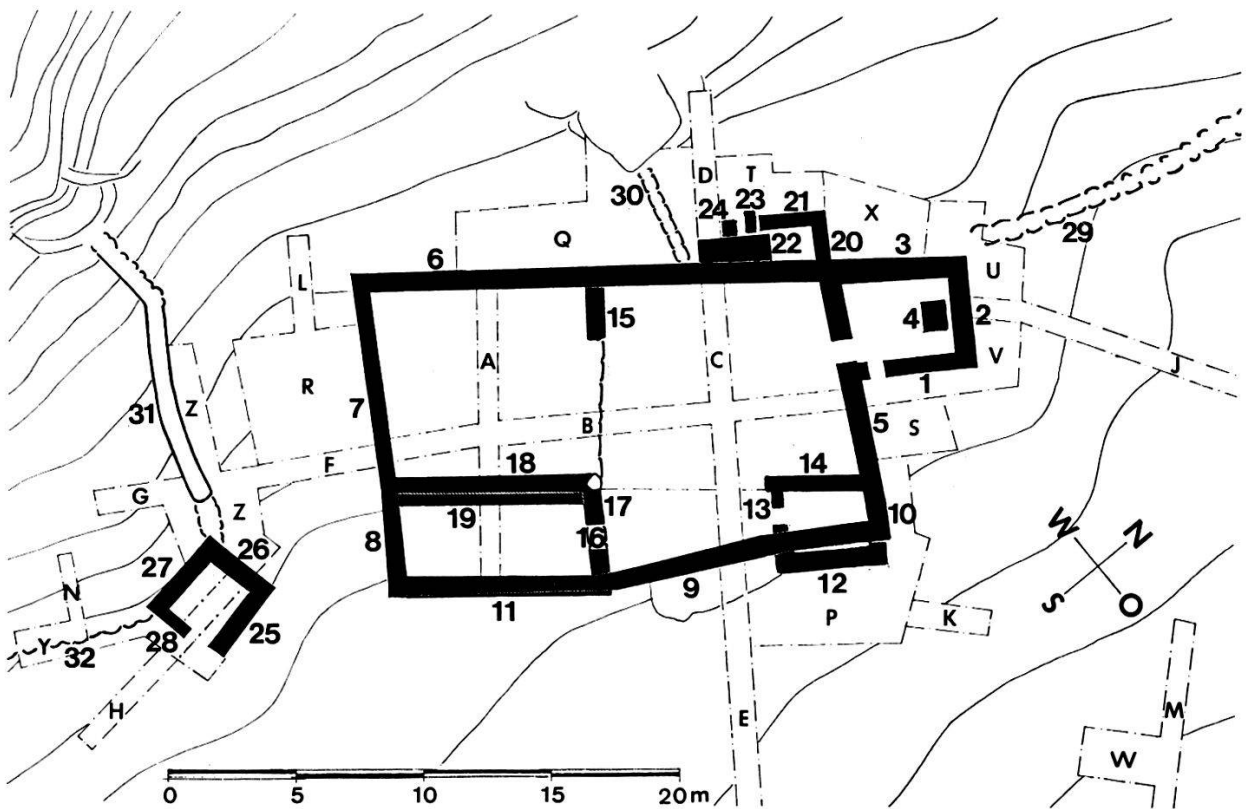 D T
30 23 21 X
24
Q 22 20 3 29
6
U
L 15 4 2
A C V
R J
31 Z 7 1
B 5 S
F 18 14
G 17 13
Z 19 10 W N
26 8 16
27 9 12 S O
N 11
25 P K
28
Y 32
H E M
W
0 5 10 15 20 m